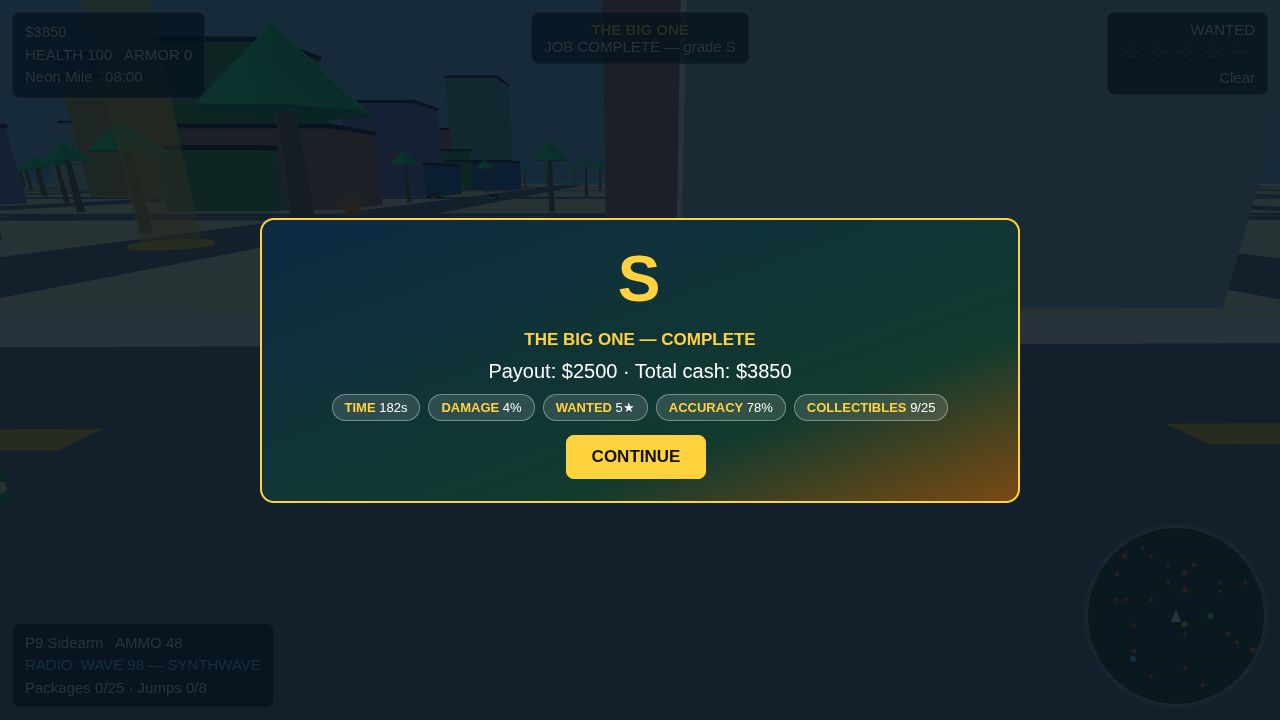 $3850
HEALTH 100 ARMOR 0
Neon Mile 08:00
THE BIG ONE
JOB COMPLETE — grade S
WANTED
★★★★★
Clear
S
THE BIG ONE — COMPLETE
Payout: $2500 · Total cash: $3850
TIME 182s DAMAGE 4% WANTED 5★ ACCURACY 78% COLLECTIBLES 9/25
CONTINUE
P9 Sidearm AMMO 48
RADIO: WAVE 98 — SYNTHWAVE
Packages 0/25 · Jumps 0/8